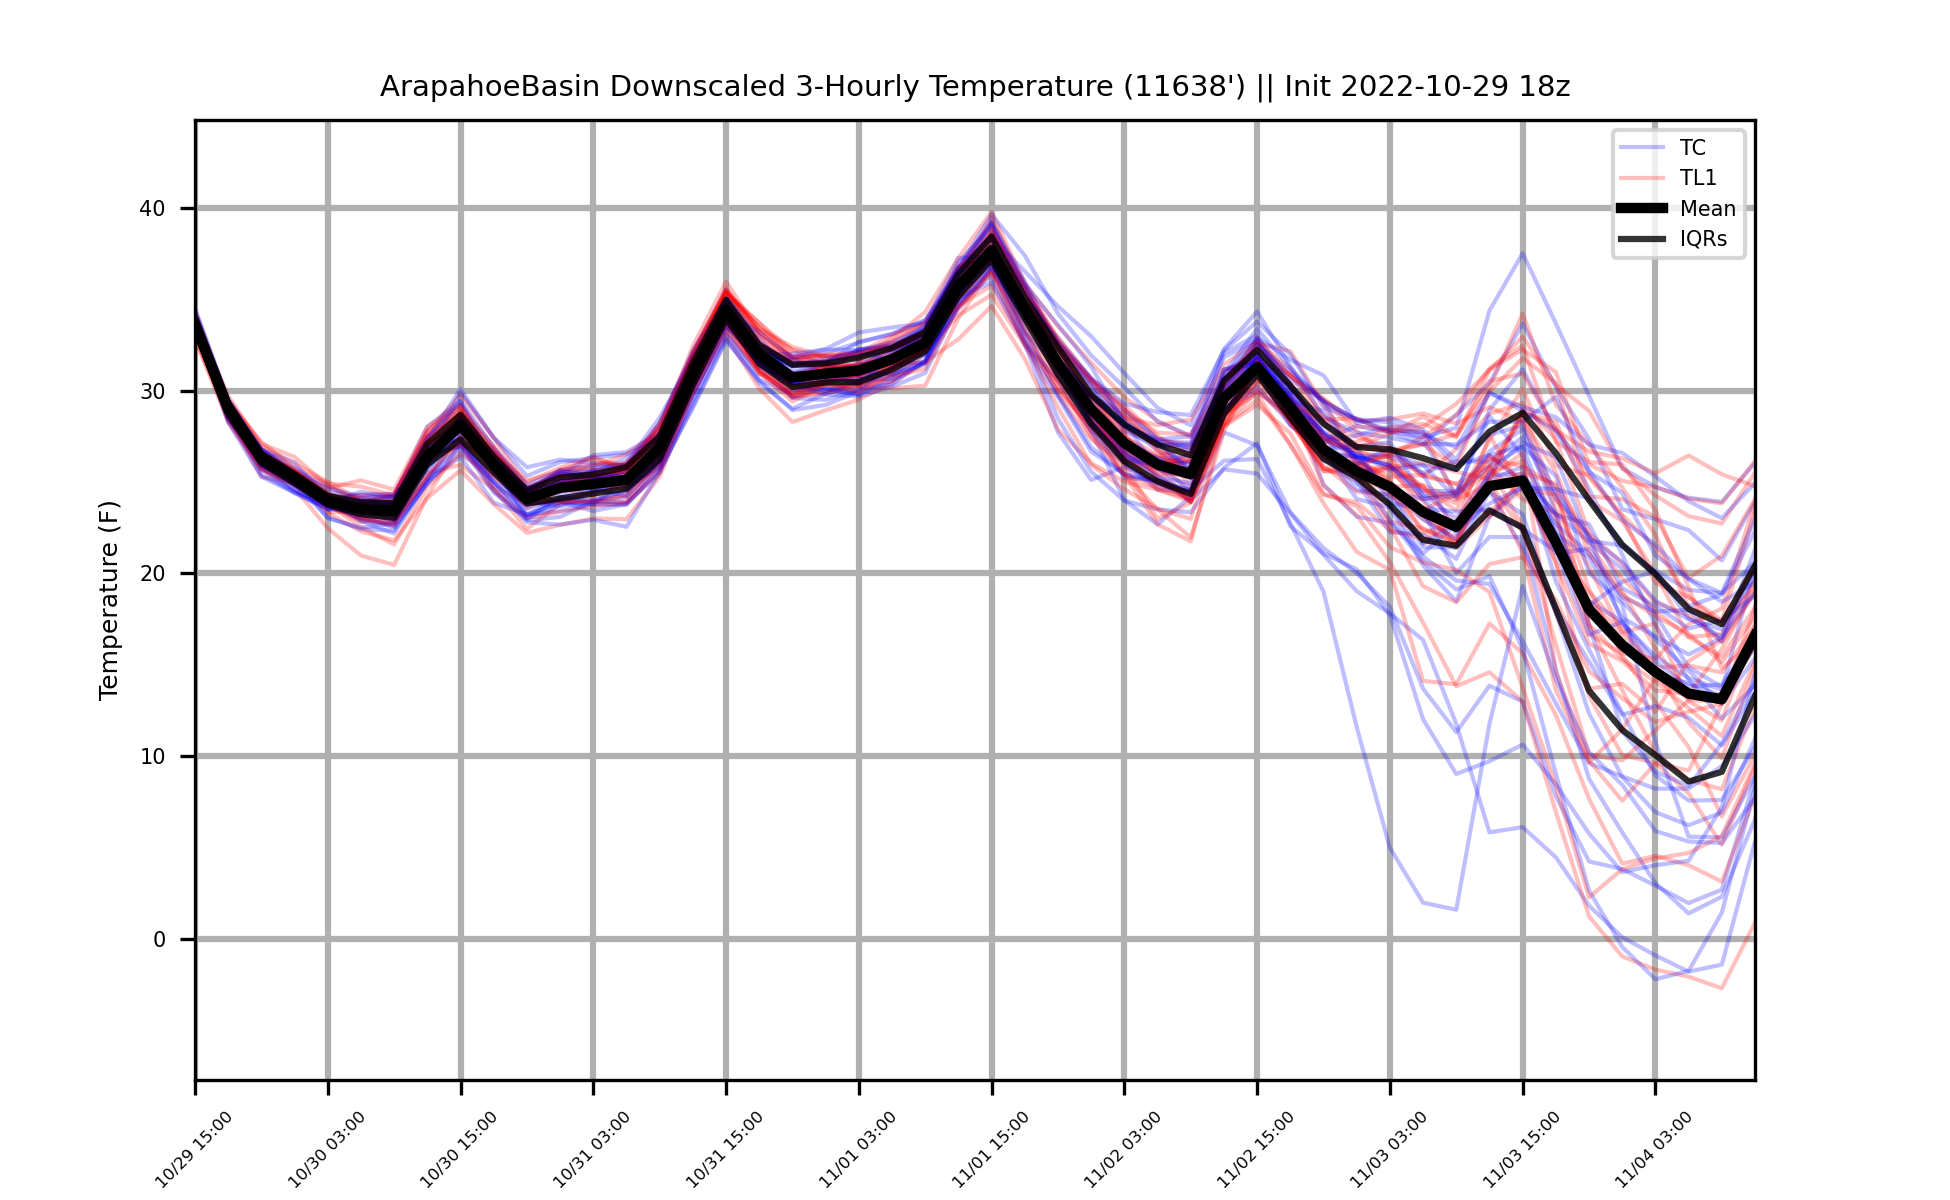 ArapahoeBasin Downscaled 3-Hourly Temperature (11638') || Init 2022-10-29 18z
TC
TL1
Mean
IQRs
Temperature (F)
40
30
20
10
0
10/29 15:00
10/30 03:00
10/30 15:00
10/31 03:00
10/31 15:00
11/01 03:00
11/01 15:00
11/02 03:00
11/02 15:00
11/03 03:00
11/03 15:00
11/04 03:00